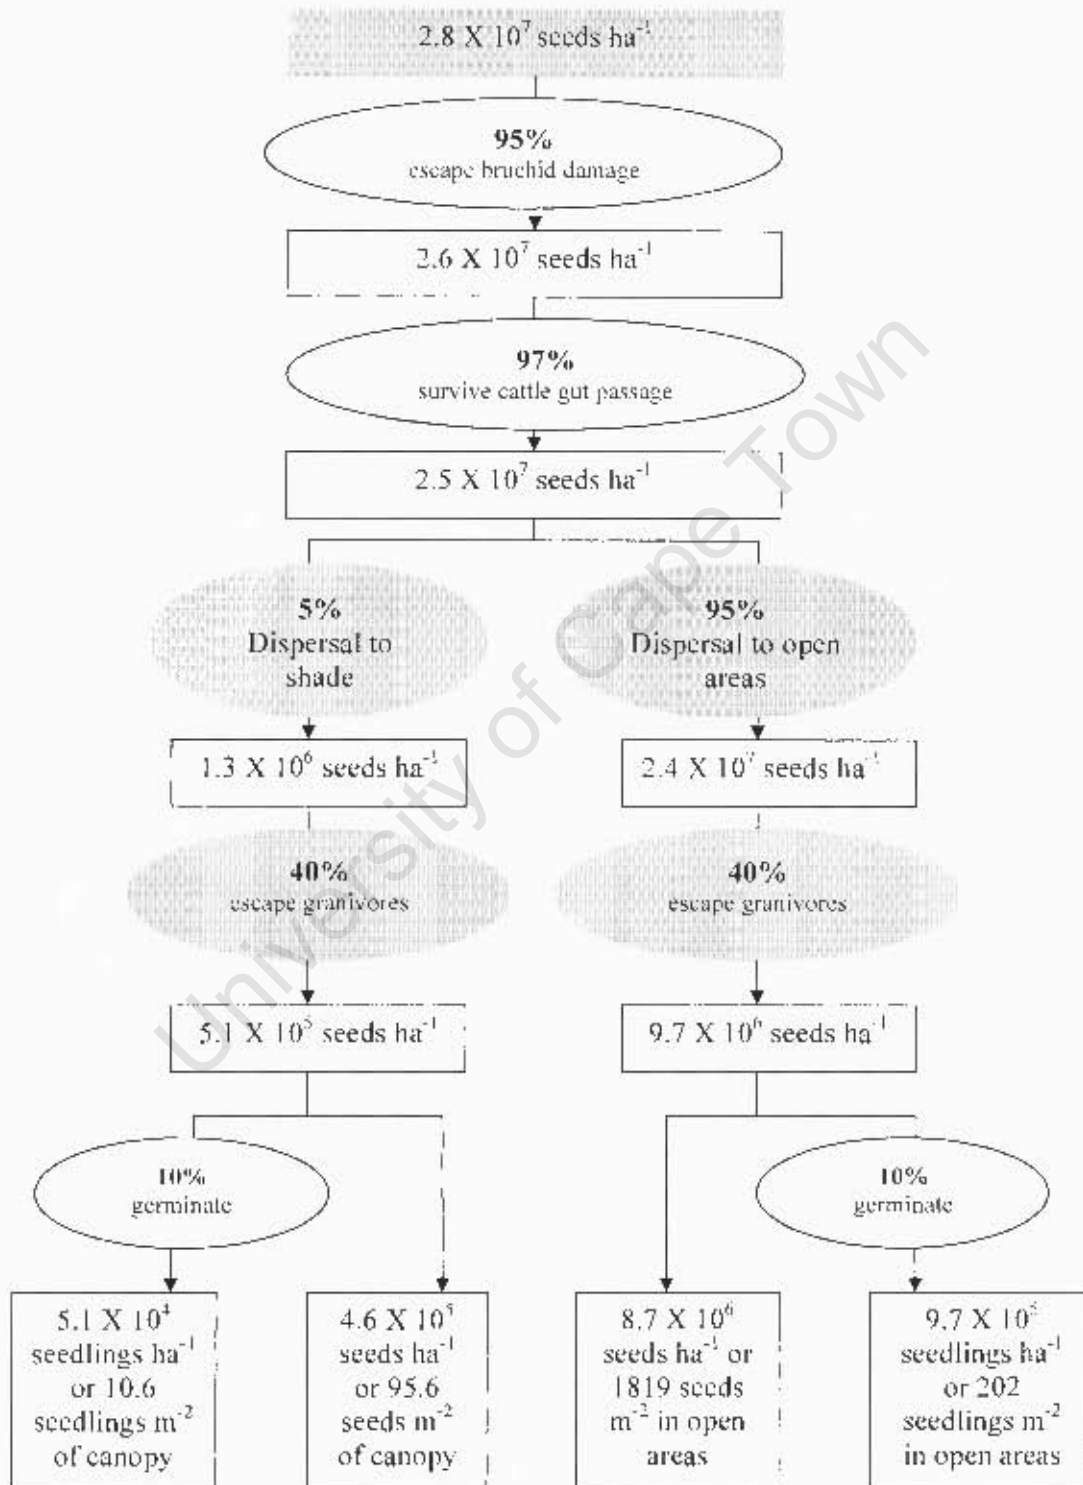 2.8 X 10⁷ seeds ha⁻¹
95%
escape bruchid damage
2.6 X 10⁷ seeds ha⁻¹
97%
survive cattle gut passage
2.5 X 10⁷ seeds ha⁻¹
5%
Dispersal to
shade
95%
Dispersal to open
areas
1.3 X 10⁶ seeds ha⁻¹
2.4 X 10⁷ seeds ha⁻¹
40%
escape granivores
40%
escape granivores
5.1 X 10⁵ seeds ha⁻¹
9.7 X 10⁶ seeds ha⁻¹
10%
germinate
10%
germinate
5.1 X 10⁴
seedlings ha⁻¹
or 10.6
seedlings m⁻²
of canopy
4.6 X 10⁵
seeds ha⁻¹
or 95.6
seeds m⁻²
of canopy
8.7 X 10⁶
seeds ha⁻¹ or
1819 seeds
m⁻² in open
areas
9.7 X 10⁵
seedlings ha⁻¹
or 202
seedlings m⁻²
in open areas
University of Cape Town